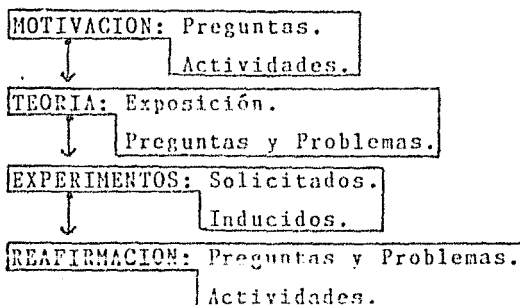 MOTIVACION: Preguntas.
Actividades.
TEORIA: Exposición.
Preguntas y Problemas.
EXPERIMENTOS: Solicitados.
Inducidos.
REAFIRMACION: Preguntas y Problemas.
Actividades.